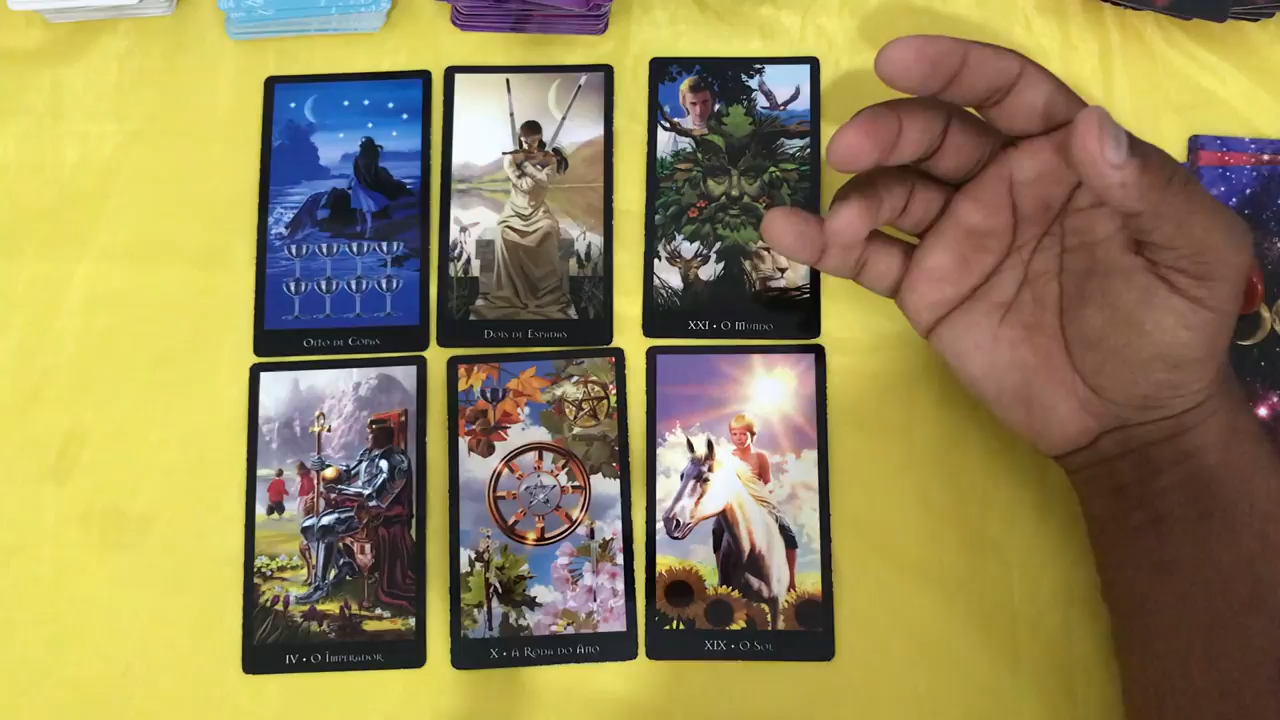 Oito de Copas
Dois de Espadas
XXI • O Mundo
IV • O Imperador
X • A Roda do Ano
XIX • O Sol